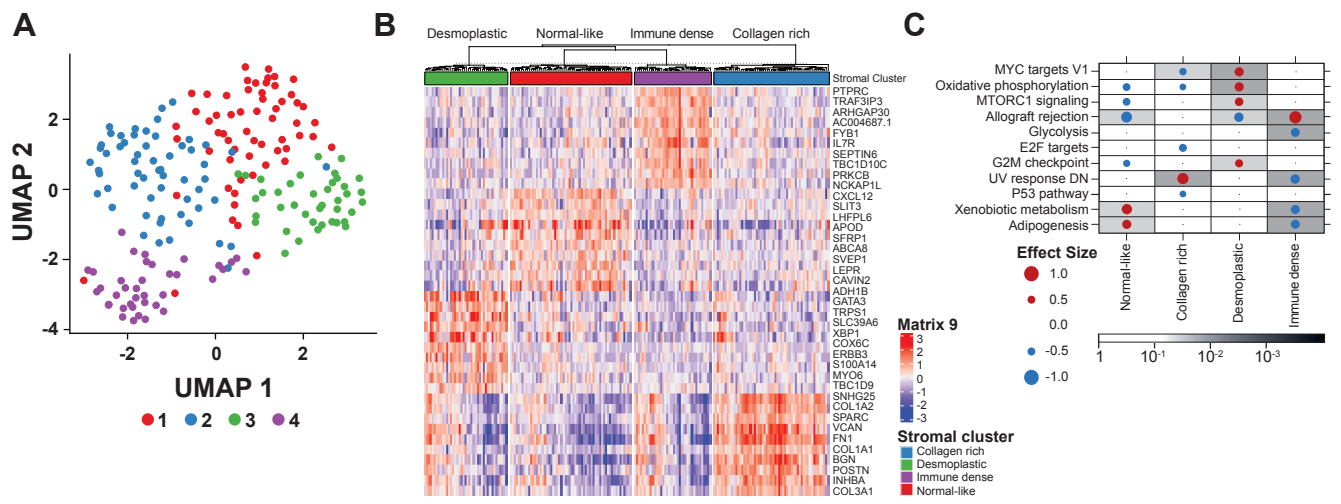 A
UMAP 2
2
0
-2
-4
-2
0
2
UMAP 1
1 2 3 4
B
Desmoplastic Normal-like Immune dense Collagen rich
Stromal Cluster
PTPRC
TRAF3IP3
ARHGAP30
AC004687.1
FYB1
IL7R
SEPTIN6
TBC1D10C
PRKCB
NCKAP1L
CXCL12
SLIT3
LHFPL6
APOD
SFRP1
ABCA8
SVEP1
LEPR
CAVIN2
ADH1B
GATA3
TRPS1
SLC39A6
XBP1
COX6C
ERBB3
S100A14
MYO6
TBC1D9
SNHG25
COL1A2
SPARC
VCAN
FN1
COL1A1
BGN
POSTN
INHBA
COL3A1
Matrix 9
3
2
1
0
-1
-2
-3
Stromal cluster
Collagen rich
Desmoplastic
Immune dense
Normal-like
C
MYC targets V1
Oxidative phosphorylation
MTORC1 signaling
Allograft rejection
Glycolysis
E2F targets
G2M checkpoint
UV response DN
P53 pathway
Xenobiotic metabolism
Adipogenesis
Effect Size
1.0
0.5
0.0
-0.5
-1.0
Normal-like
Collagen rich
Desmoplastic
Immune dense
1 10⁻¹ 10⁻² 10⁻³